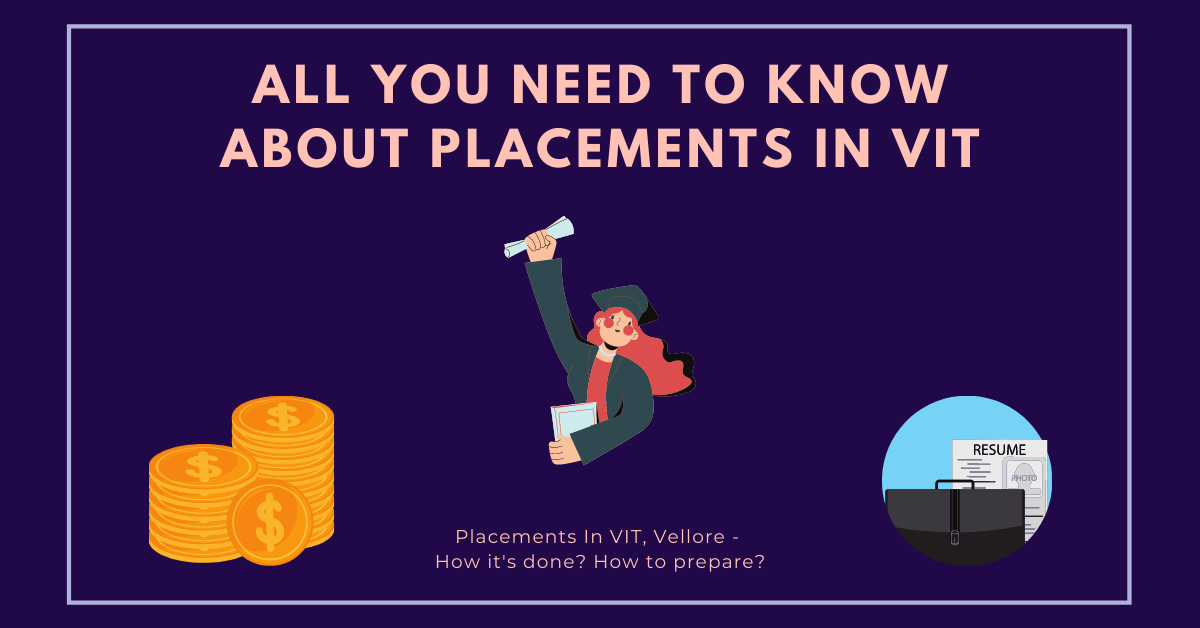 ALL YOU NEED TO KNOW
ABOUT PLACEMENTS IN VIT
RESUME
PHOTO
Placements In VIT, Vellore -
How it's done? How to prepare?